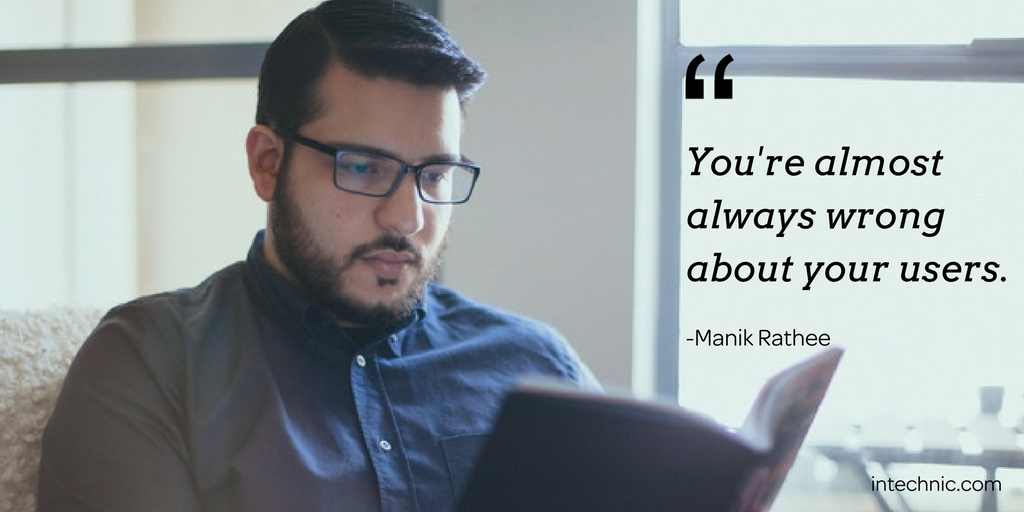 “
You're almost
always wrong
about your users.
-Manik Rathee
intechnic.com